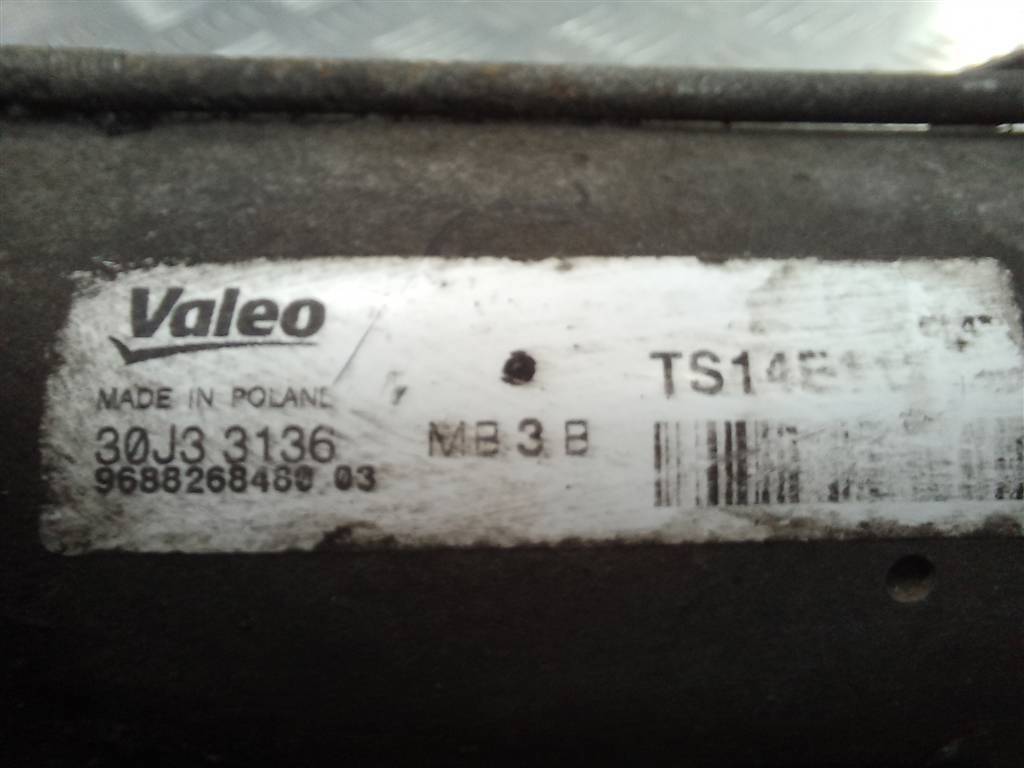 Valeo
MADE IN POLAND
30J3 3136
9688268480 03
MB 3 B